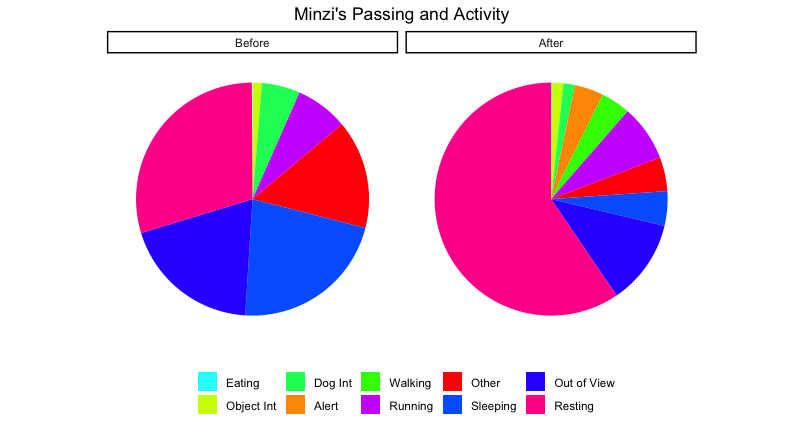 Minzi's Passing and Activity
Before
After
Eating
Dog Int
Walking
Other
Out of View
Object Int
Alert
Running
Sleeping
Resting